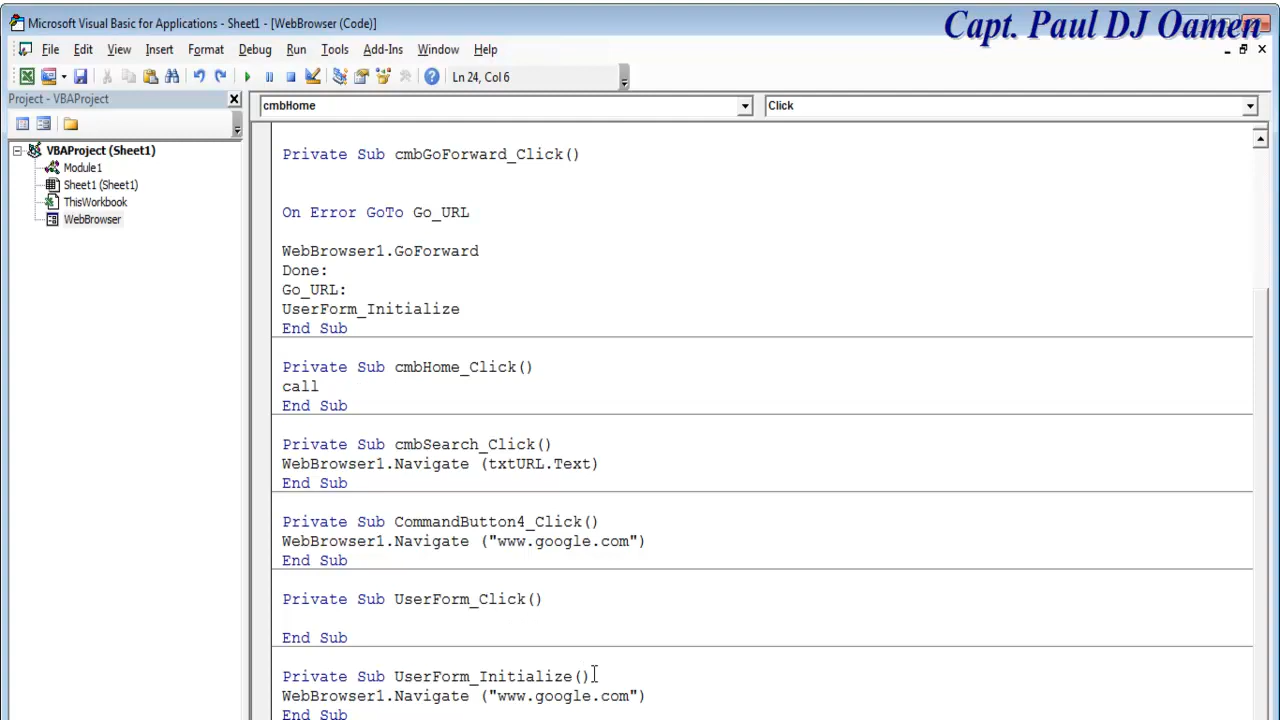 Microsoft Visual Basic for Applications - Sheet1 - [WebBrowser (Code)]
Capt. Paul DJ Oamen
File Edit View Insert Format Debug Run Tools Add-Ins Window Help
Ln 24, Col 6
Project - VBAProject
cmbHome
Click
VBAProject (Sheet1)
Module1
Sheet1 (Sheet1)
ThisWorkbook
WebBrowser
Private Sub cmbGoForward_Click()
On Error GoTo Go_URL
WebBrowser1.GoForward
Done:
Go_URL:
UserForm_Initialize
End Sub
Private Sub cmbHome_Click()
call
End Sub
Private Sub cmbSearch_Click()
WebBrowser1.Navigate (txtURL.Text)
End Sub
Private Sub CommandButton4_Click()
WebBrowser1.Navigate ("www.google.com")
End Sub
Private Sub UserForm_Click()
End Sub
Private Sub UserForm_Initialize()
WebBrowser1.Navigate ("www.google.com")
End Sub